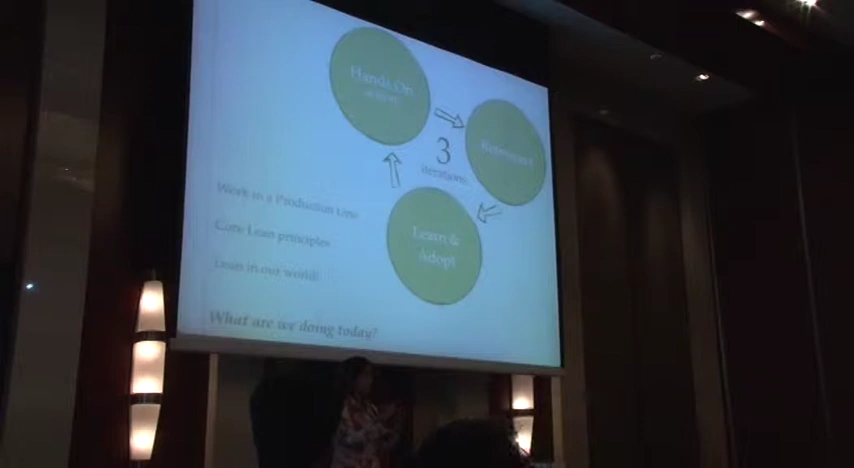 Hands On
3
iterations
Learn &
Adopt
Work in a Production Line
Core Lean principles
Lean in our world!
What are we doing today?